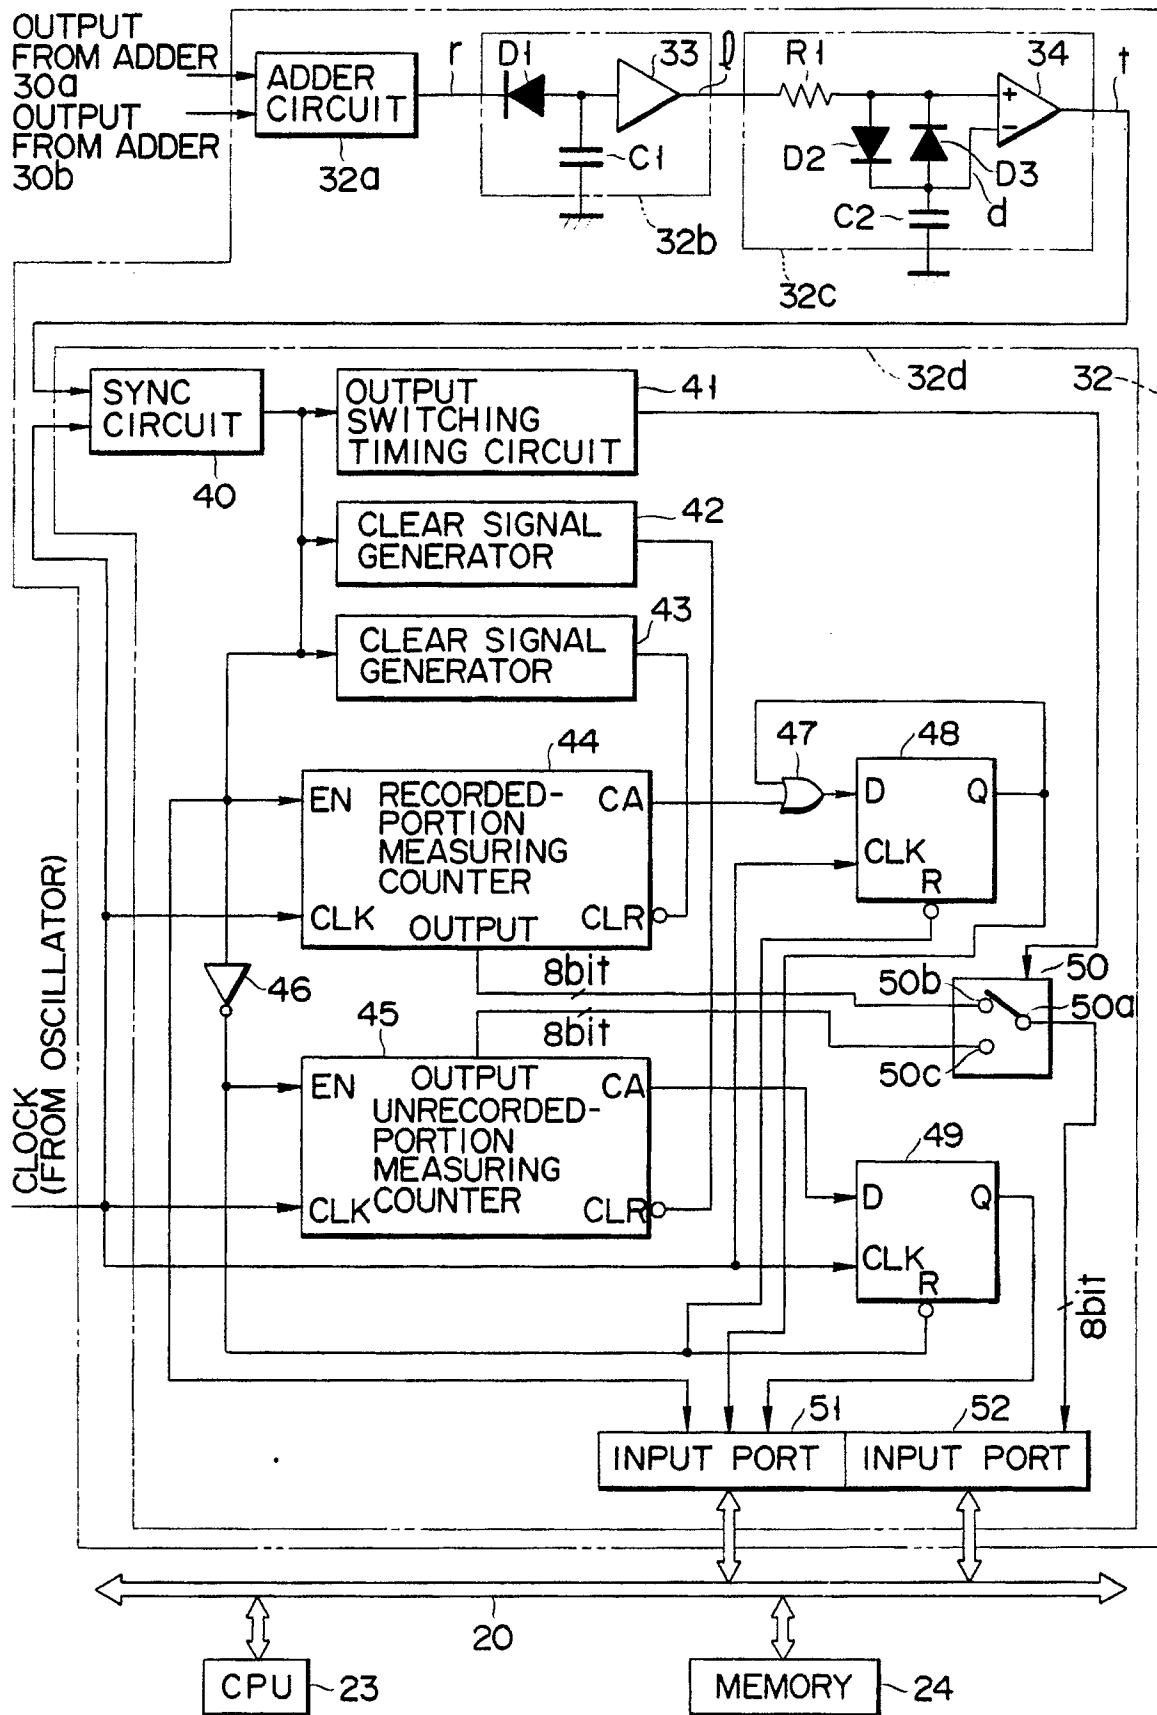 OUTPUT
FROM ADDER
30a
OUTPUT
FROM ADDER
30b
ADDER
CIRCUIT
32a
r
D1
33
l
C1
32b
R1
34
t
D2
D3
d
C2
32c
32d
32
SYNC
CIRCUIT
40
OUTPUT
SWITCHING
TIMING CIRCUIT
41
CLEAR SIGNAL
GENERATOR
42
CLEAR SIGNAL
GENERATOR
43
44
EN
RECORDED-
PORTION
MEASURING
COUNTER
CA
CLK
OUTPUT
CLR
47
48
D
Q
CLK
R
46
8bit
8bit
50
50b
50a
50c
45
EN
OUTPUT
CA
UNRECORDED-
PORTION
MEASURING
COUNTER
CLK
CLR
49
D
Q
CLK
R
CLOCK
(FROM OSCILLATOR)
8bit
51
52
INPUT PORT
INPUT PORT
20
CPU
23
MEMORY
24